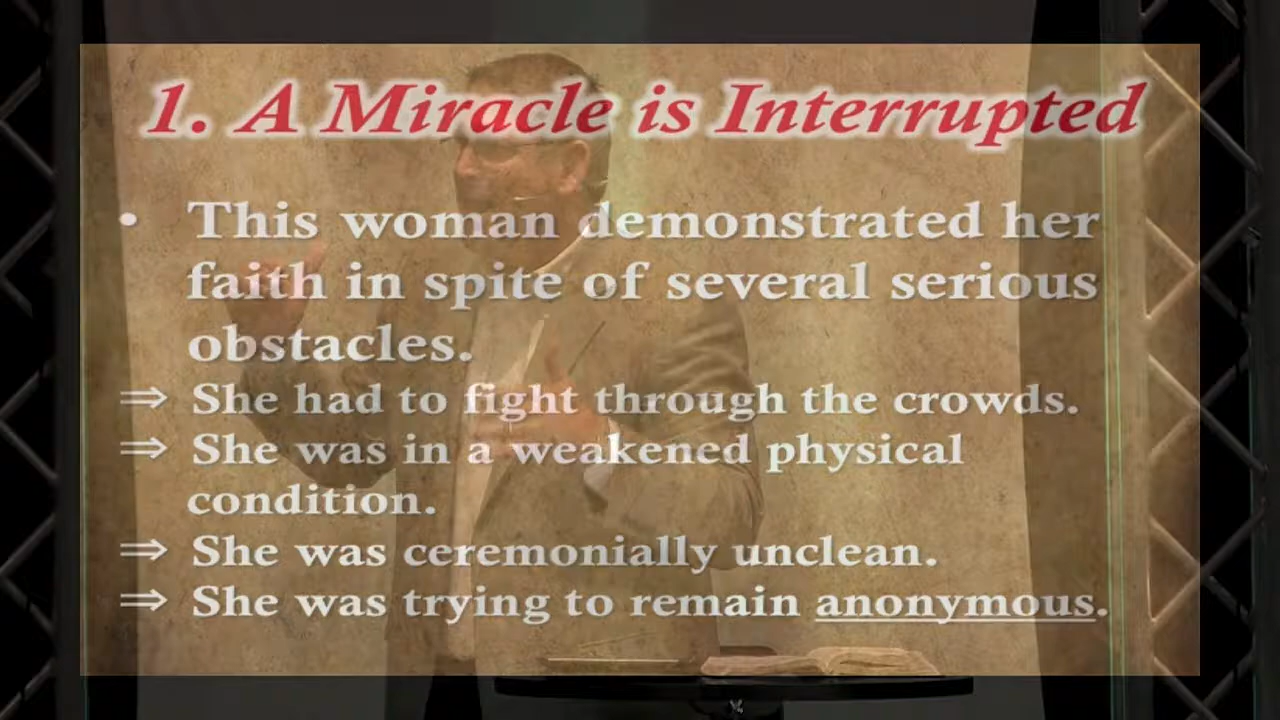 1. A Miracle is Interrupted
• This woman demonstrated her
faith in spite of several serious
obstacles.
⇒ She had to fight through the crowds.
⇒ She was in a weakened physical
condition.
⇒ She was ceremonially unclean.
⇒ She was trying to remain anonymous.